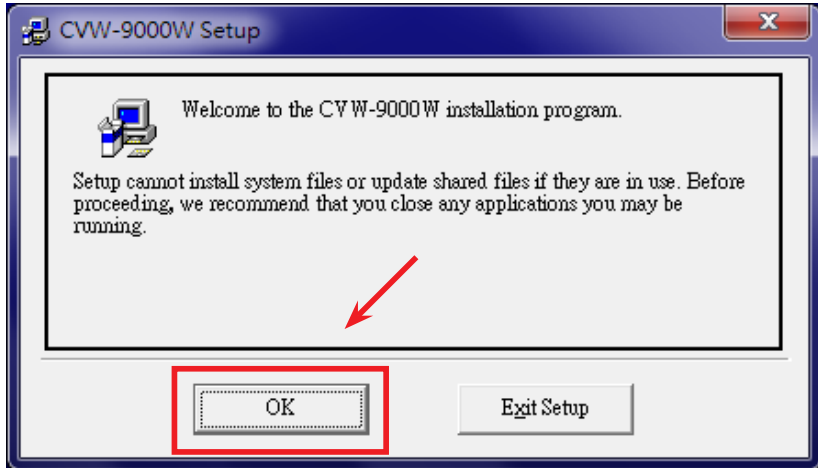 CVW-9000W Setup
Welcome to the CVW-9000W installation program.
Setup cannot install system files or update shared files if they are in use. Before
proceeding, we recommend that you close any applications you may be
running.
OK
Exit Setup